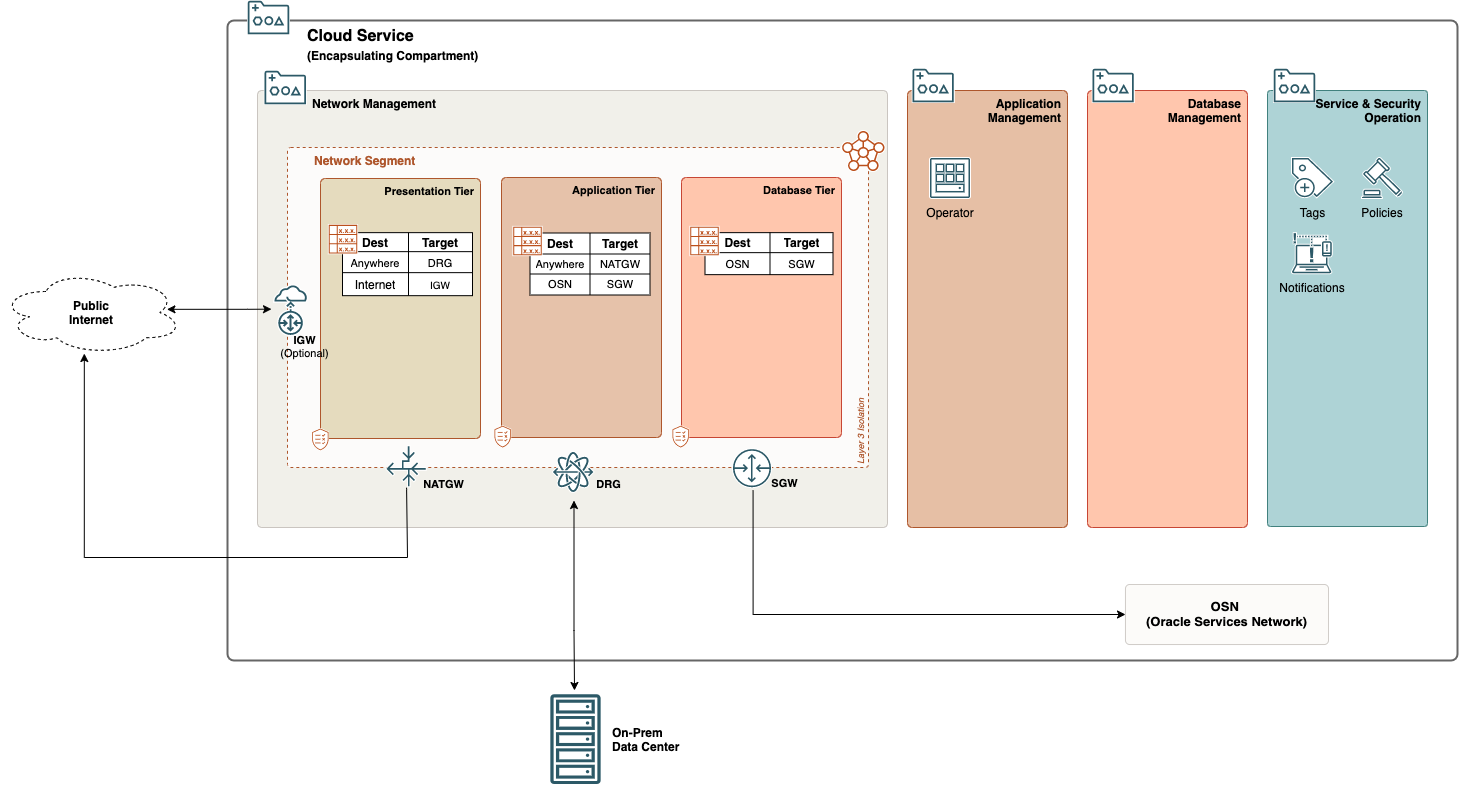 Cloud Service
(Encapsulating Compartment)
Network Management
Network Segment
Presentation Tier
Dest Target
Anywhere DRG
Internet IGW
Application Tier
Dest Target
Anywhere NATGW
OSN SGW
Database Tier
Dest Target
OSN SGW
x.x.x.
x.x.x.
x.x.x.
x.x.x.
x.x.x.
x.x.x.
x.x.x.
x.x.x.
x.x.x.
Layer 3 Isolation
IGW
(Optional)
Public
Internet
NATGW
DRG
SGW
Application
Management
Operator
Database
Management
Service & Security
Operation
Tags
Policies
Notifications
OSN
(Oracle Services Network)
On-Prem
Data Center